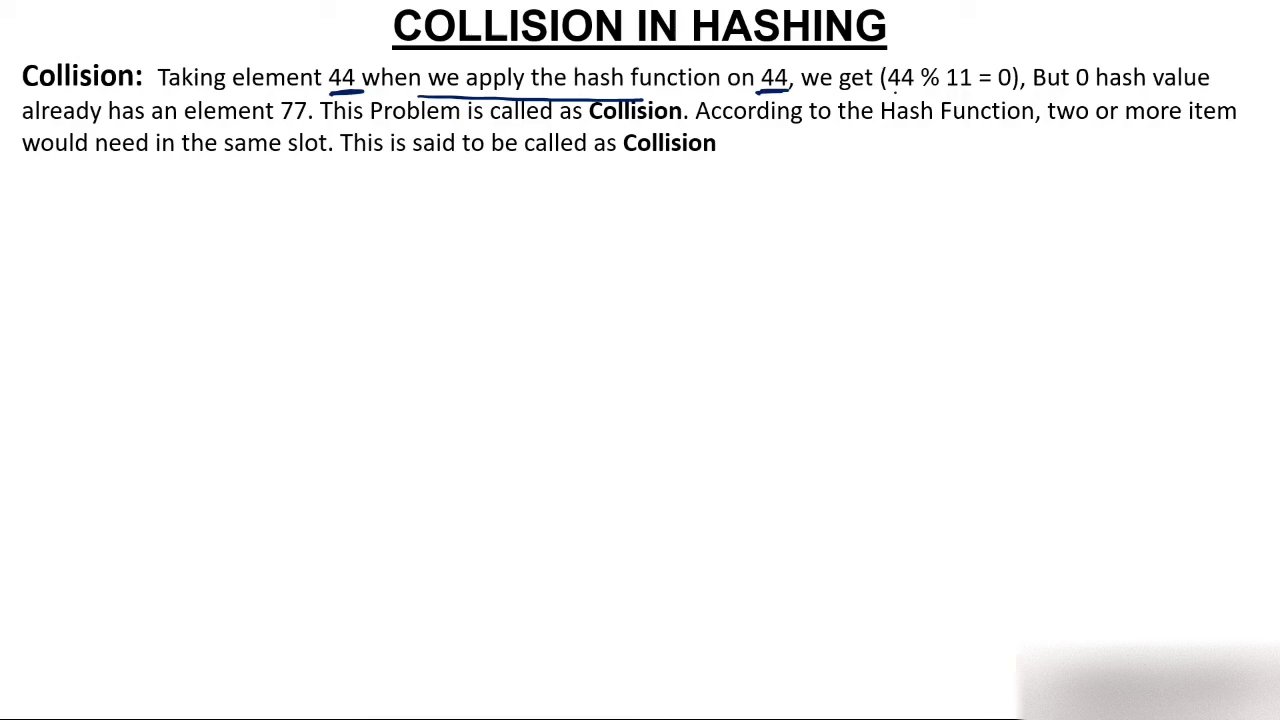 COLLISION IN HASHING
Collision: Taking element 44 when we apply the hash function on 44, we get (44 % 11 = 0), But 0 hash value
already has an element 77. This Problem is called as Collision. According to the Hash Function, two or more item
would need in the same slot. This is said to be called as Collision